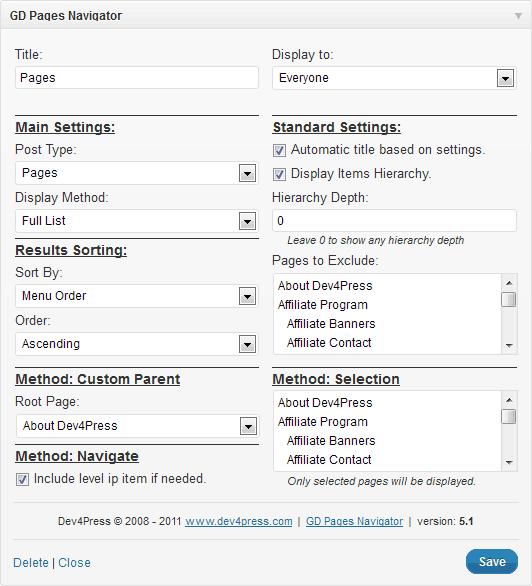 GD Pages Navigator
Title:
Pages
Display to:
Everyone
Main Settings:
Post Type:
Pages
Display Method:
Full List
Results Sorting:
Sort By:
Menu Order
Order:
Ascending
Standard Settings:
Automatic title based on settings.
Display Items Hierarchy.
Hierarchy Depth:
0
Leave 0 to show any hierarchy depth
Pages to Exclude:
About Dev4Press
Affiliate Program
Affiliate Banners
Affiliate Contact
Method: Custom Parent
Root Page:
About Dev4Press
Method: Navigate
Include level ip item if needed.
Method: Selection
About Dev4Press
Affiliate Program
Affiliate Banners
Affiliate Contact
Only selected pages will be displayed.
Dev4Press © 2008 - 2011 www.dev4press.com | GD Pages Navigator | version: 5.1
Delete | Close
Save